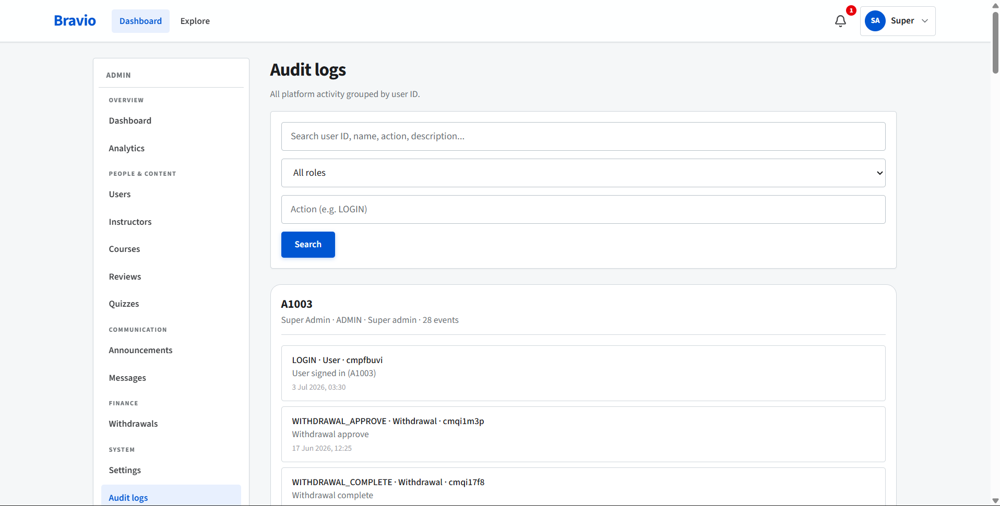 Bravio
Dashboard
Explore
1
SA
Super
ADMIN
OVERVIEW
Dashboard
Analytics
PEOPLE & CONTENT
Users
Instructors
Courses
Reviews
Quizzes
COMMUNICATION
Announcements
Messages
FINANCE
Withdrawals
SYSTEM
Settings
Audit logs
Audit logs
All platform activity grouped by user ID.
Search user ID, name, action, description...
All roles
Action (e.g. LOGIN)
Search
A1003
Super Admin · ADMIN · Super admin · 28 events
LOGIN · User · cmpfbuvi
User signed in (A1003)
3 Jul 2026, 03:30
WITHDRAWAL_APPROVE · Withdrawal · cmqi1m3p
Withdrawal approve
17 Jun 2026, 12:25
WITHDRAWAL_COMPLETE · Withdrawal · cmqi17f8
Withdrawal complete